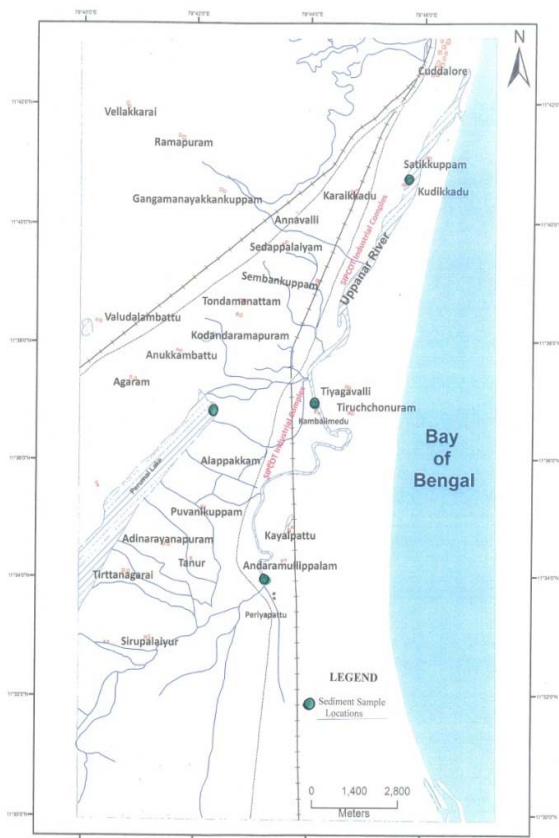 N
Cuddalore
Vellakkarai
Ramapuram
Satikkuppam
Gangamanayakkankuppam
Karaikkadu
Kudikkadu
Annavalli
SIPCOT Industrial Complex
Sedappalaiyam
Uppanar River
Sembankuppam
Tondamanattam
Valudalambattu
Kodandaramapuram
Anukkambattu
Agaram
Tiyagavalli
Tiruchchonuram
Kambalimedu
SIPCOT Industrial Complex
Bay
of
Bengal
Alappakkam
Perumal Lake
Puvanikuppam
Adinarayanapuram
Kayalpattu
Tanur
Andaramullippalam
Tirttanagarai
Periyapattu
Sirupalaiyur
LEGEND
Sediment Sample
Locations
0 1,400 2,800
Meters